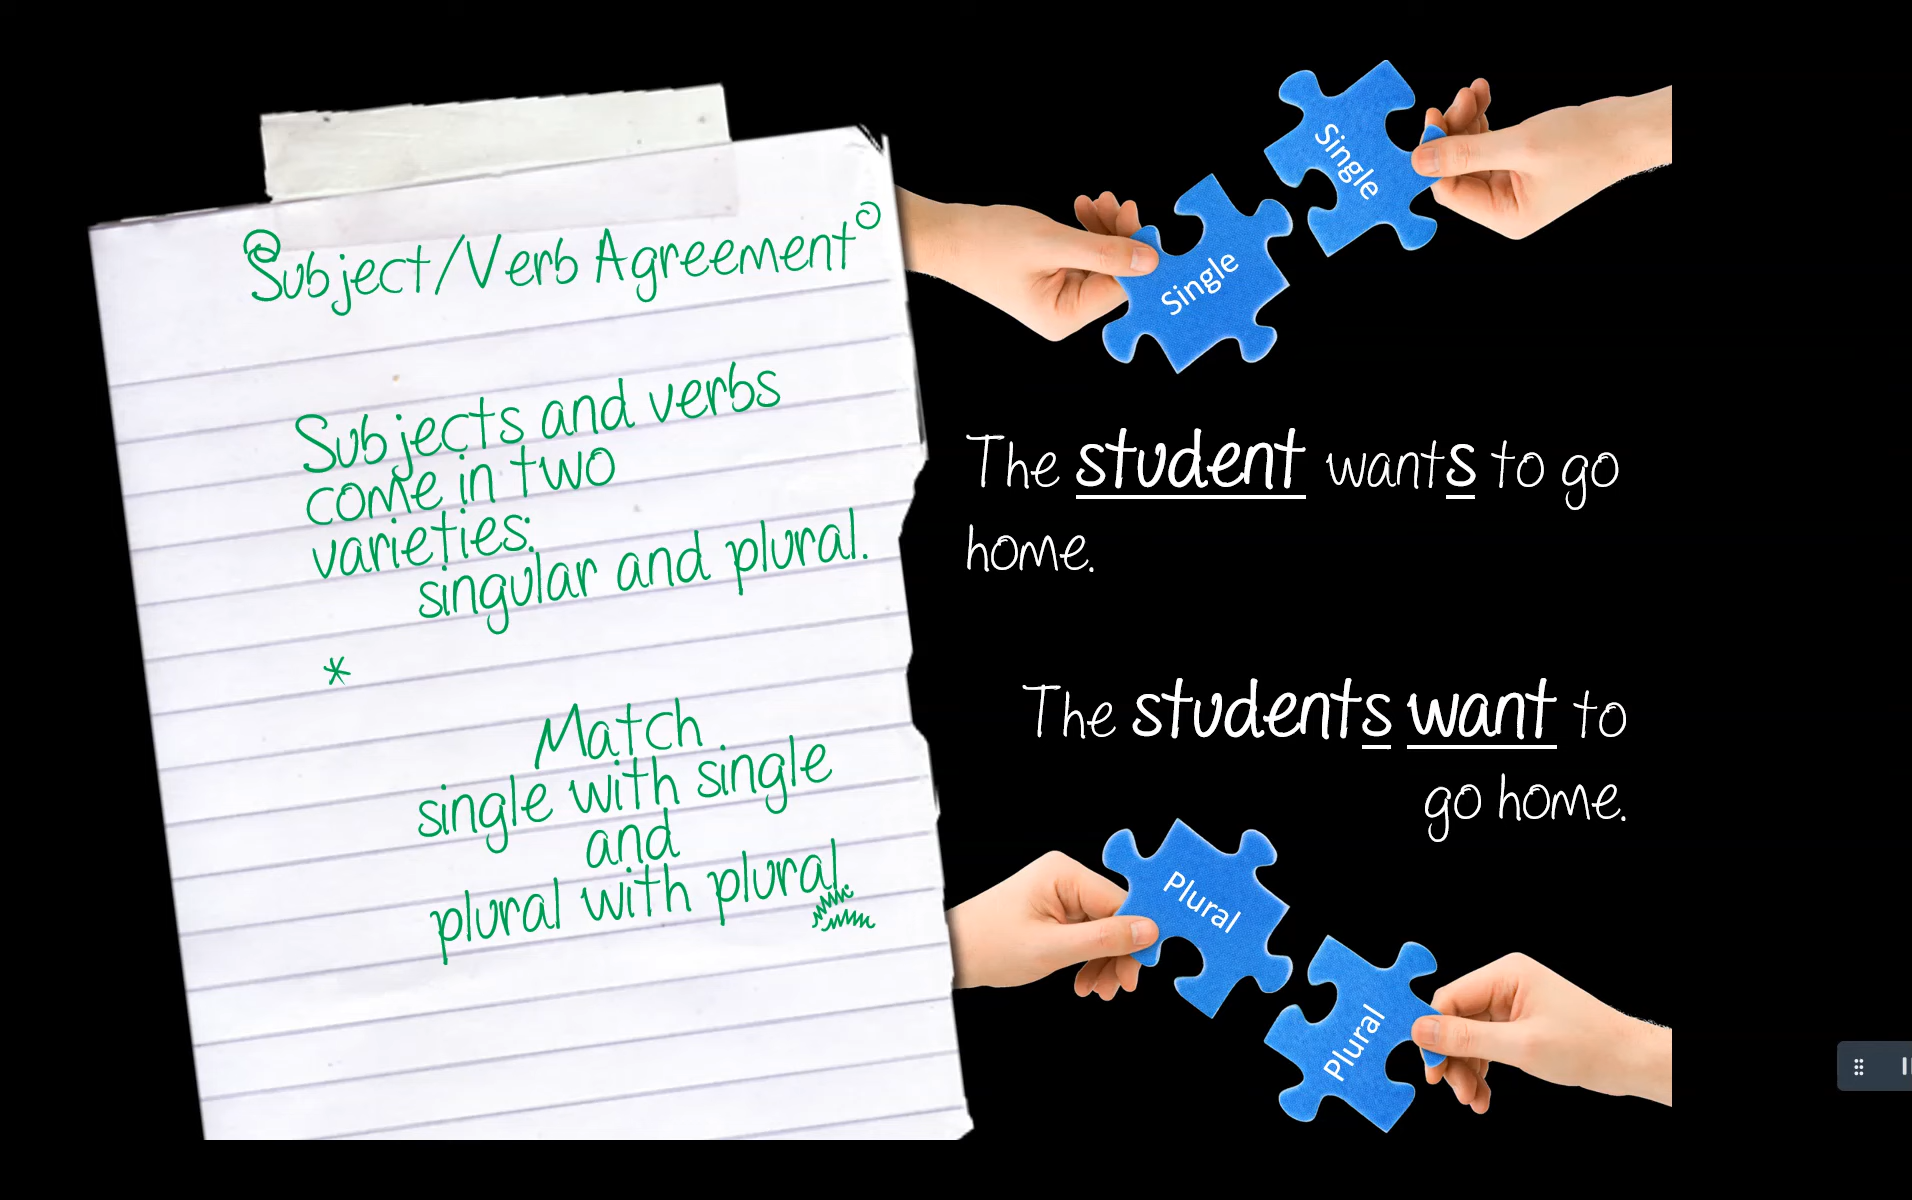 Subject/Verb Agreement
Subjects and verbs
come in two
varieties:
singular and plural.
*
Match
single with single
and
plural with plural.
Single
Single
The student wants to go
home.
The students want to
go home.
Plural
Plural